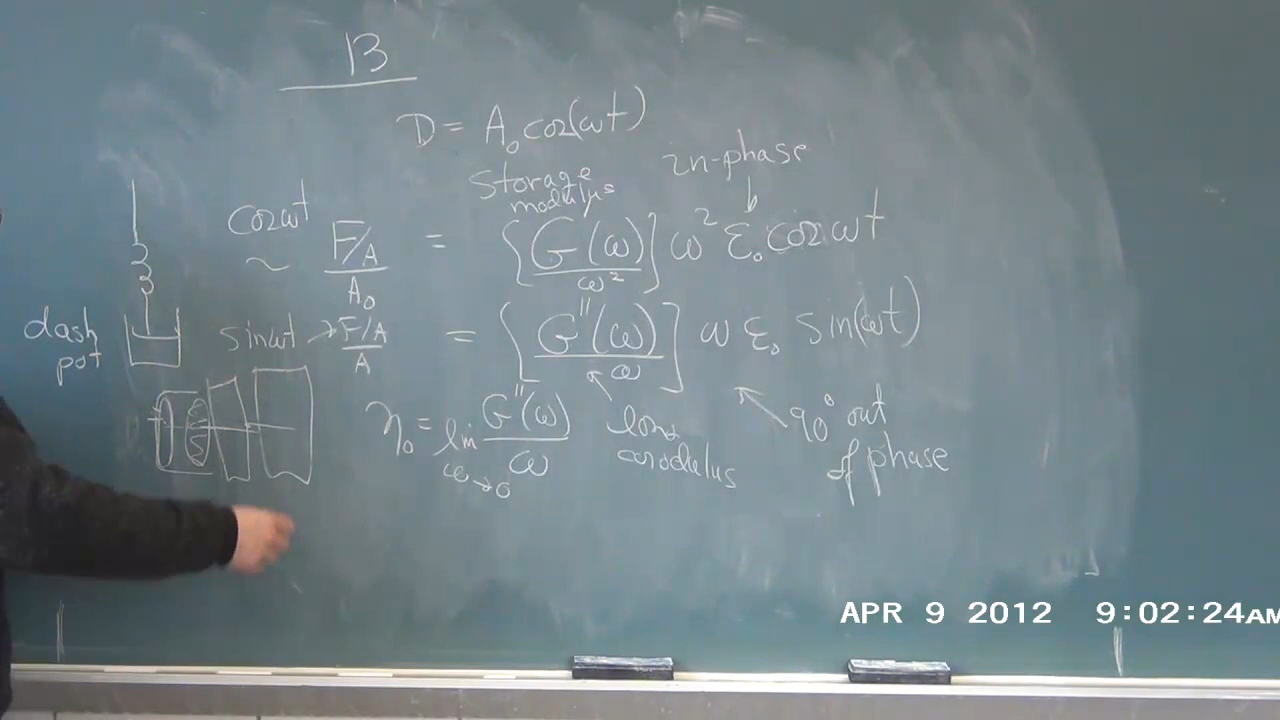 13
D = A₀ cos(ωt)
Storage modulus
in-phase
cos ωt ~ F/A / A₀ = [G'(ω) / ω²] ω² ε₀ cos ωt
dash pot
sin ωt → F/A / A = [G''(ω) / ω] ω ε₀ sin(ωt)
η₀ = lim ω→0 G''(ω) / ω
loss modulus
90° out of phase
APR 9 2012 9:02:24AM